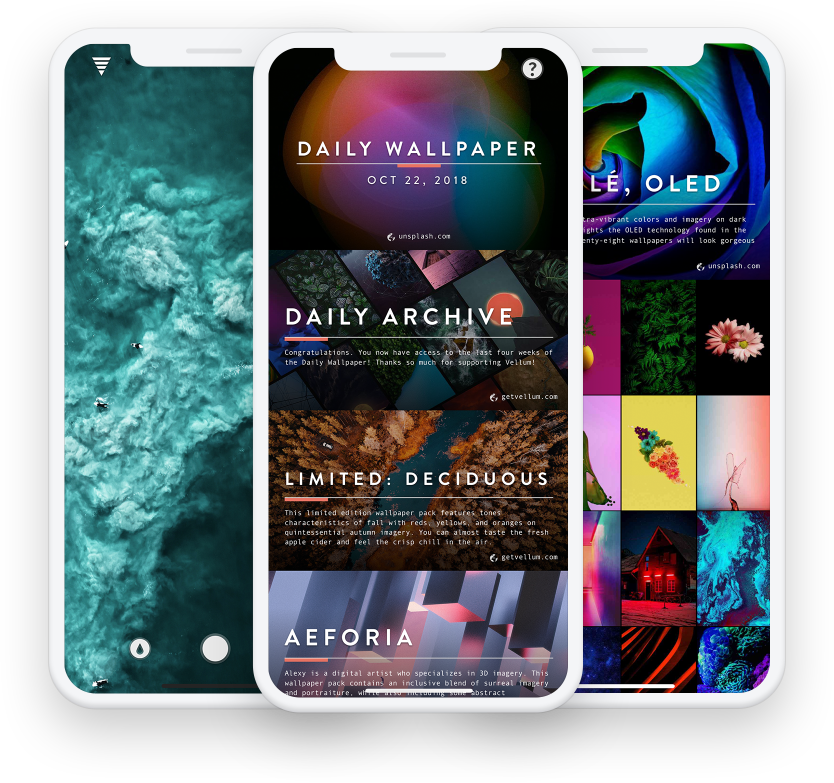 ?
DAILY WALLPAPER
OCT 22, 2018
unsplash.com
DAILY ARCHIVE
Congratulations. You now have access to the last four weeks of
the Daily Wallpaper! Thanks so much for supporting Vellum!
getvellum.com
LIMITED: DECIDUOUS
This limited edition wallpaper pack features tones
characteristics of fall with reds, yellows, and oranges on
quintessential autumn imagery. You can almost taste the fresh
apple cider and feel the crisp chill in the air.
getvellum.com
AEFORIA
Alexy is a digital artist who specializes in 3D imagery. This
wallpaper pack contains an inclusive blend of surreal imagery
and portraiture, while also including some abstract
LÉ, OLED
tra-vibrant colors and imagery on dark
ights the OLED technology found in the
enty-eight wallpapers will look gorgeous
unsplash.com